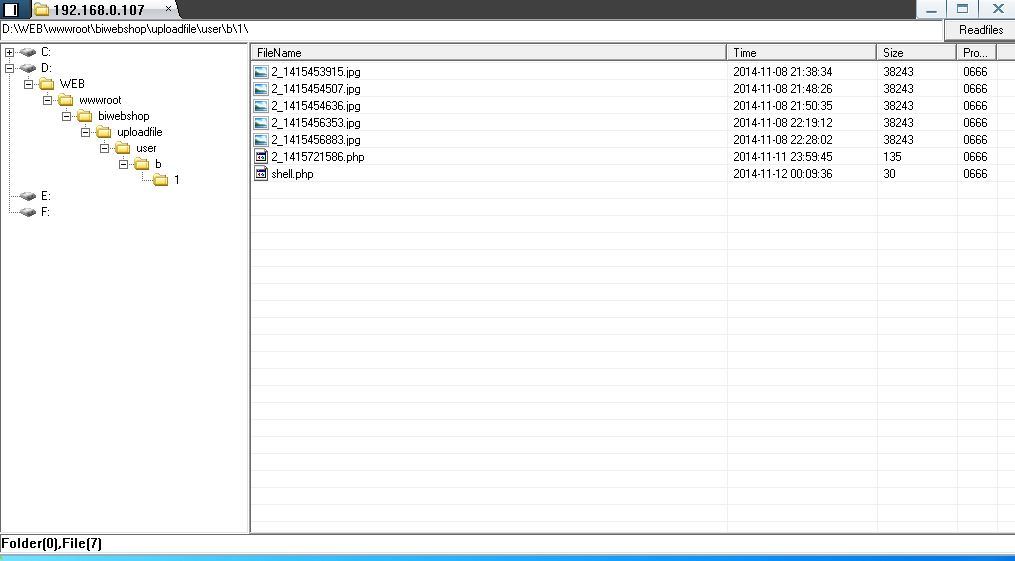 192.168.0.107 ×
D:\WEB\wwwroot\biwebshop\uploadfile\user\b\1\ Readfiles
C:
D:
WEB
wwwroot
biwebshop
uploadfile
user
b
1
E:
F:
FileName Time Size Pro...
2_1415453915.jpg 2014-11-08 21:38:34 38243 0666
2_1415454507.jpg 2014-11-08 21:48:26 38243 0666
2_1415454636.jpg 2014-11-08 21:50:35 38243 0666
2_1415456353.jpg 2014-11-08 22:19:12 38243 0666
2_1415456883.jpg 2014-11-08 22:28:02 38243 0666
2_1415721586.php 2014-11-11 23:59:45 135 0666
shell.php 2014-11-12 00:09:36 30 0666
Folder(0),File(7)